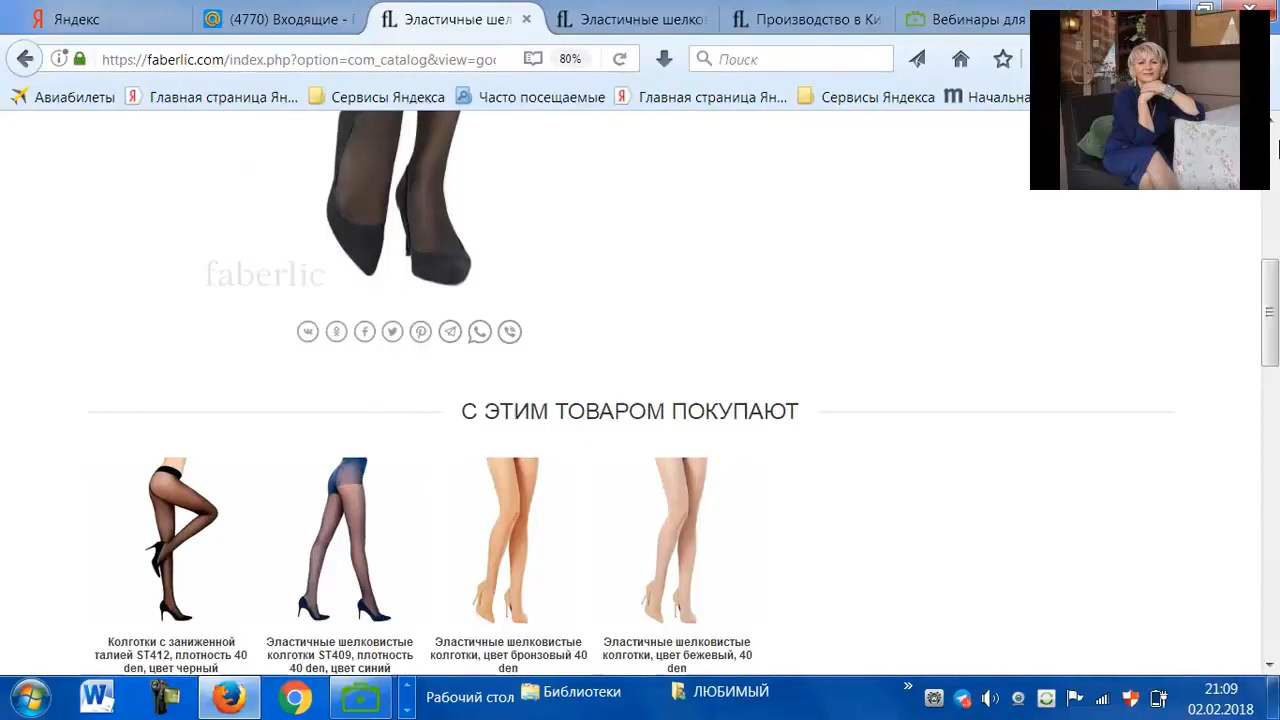 Яндекс
(4770) Входящие - Г
fL Эластичные шел
fL Эластичные шелко
fL Производство в Ки
Вебинары для
https://faberlic.com/index.php?option=com_catalog&view=goo
80%
Поиск
Авиабилеты
Главная страница Ян...
Сервисы Яндекса
Часто посещаемые
Главная страница Ян...
Сервисы Яндекса
Начальна
faberlic
С ЭТИМ ТОВАРОМ ПОКУПАЮТ
Колготки с заниженной
талией ST412, плотность 40
den, цвет черный
Эластичные шелковистые
колготки ST409, плотность
40 den, цвет синий
Эластичные шелковистые
колготки, цвет бронзовый 40
den
Эластичные шелковистые
колготки, цвет бежевый, 40
den
Рабочий стол
Библиотеки
ЛЮБИМЫЙ
21:09
02.02.2018